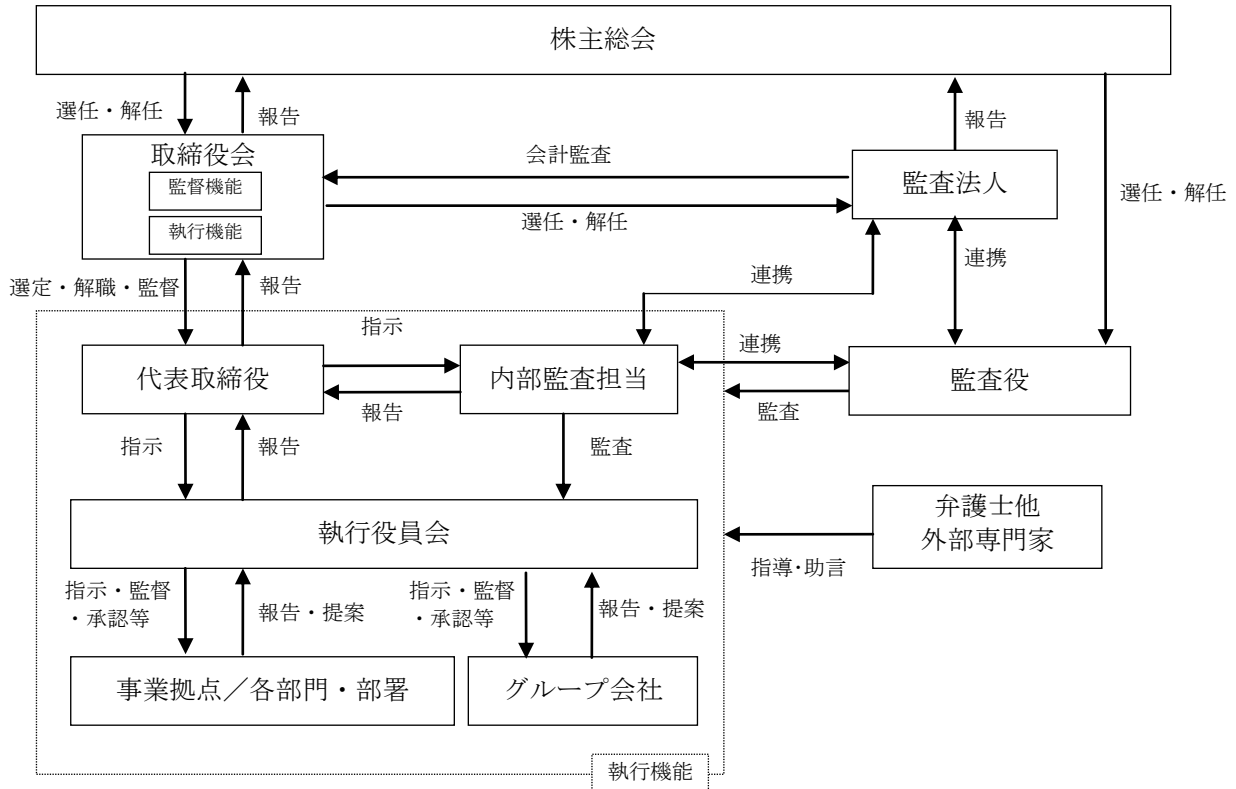 株主総会
選任・解任
報告
報告
取締役会
監督機能
執行機能
会計監査
監査法人
選任・解任
選任・解任
連携
連携
選定・解職・監督
報告
指示
代表取締役
内部監査担当
連携
監査役
報告
監査
指示
報告
監査
執行役員会
弁護士他
外部専門家
指導・助言
指示・監督
・承認等
報告・提案
指示・監督
・承認等
報告・提案
事業拠点／各部門・部署
グループ会社
執行機能